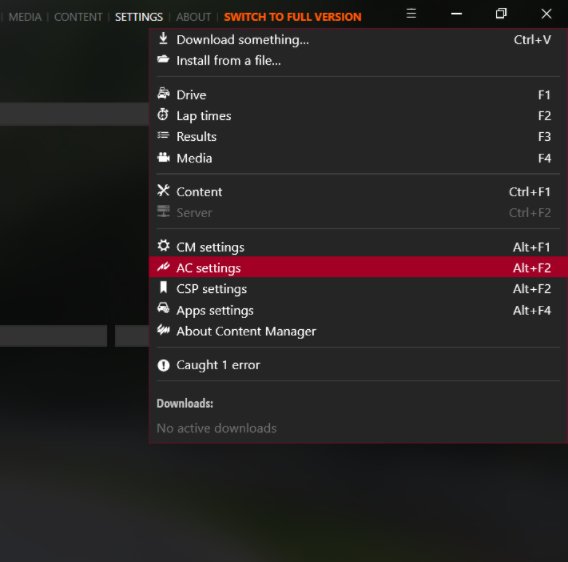 | MEDIA | CONTENT | SETTINGS | ABOUT | SWITCH TO FULL VERSION
Download something... Ctrl+V
Install from a file...
Drive F1
Lap times F2
Results F3
Media F4
Content Ctrl+F1
Server Ctrl+F2
CM settings Alt+F1
AC settings Alt+F2
CSP settings Alt+F2
Apps settings Alt+F4
About Content Manager
Caught 1 error
Downloads:
No active downloads